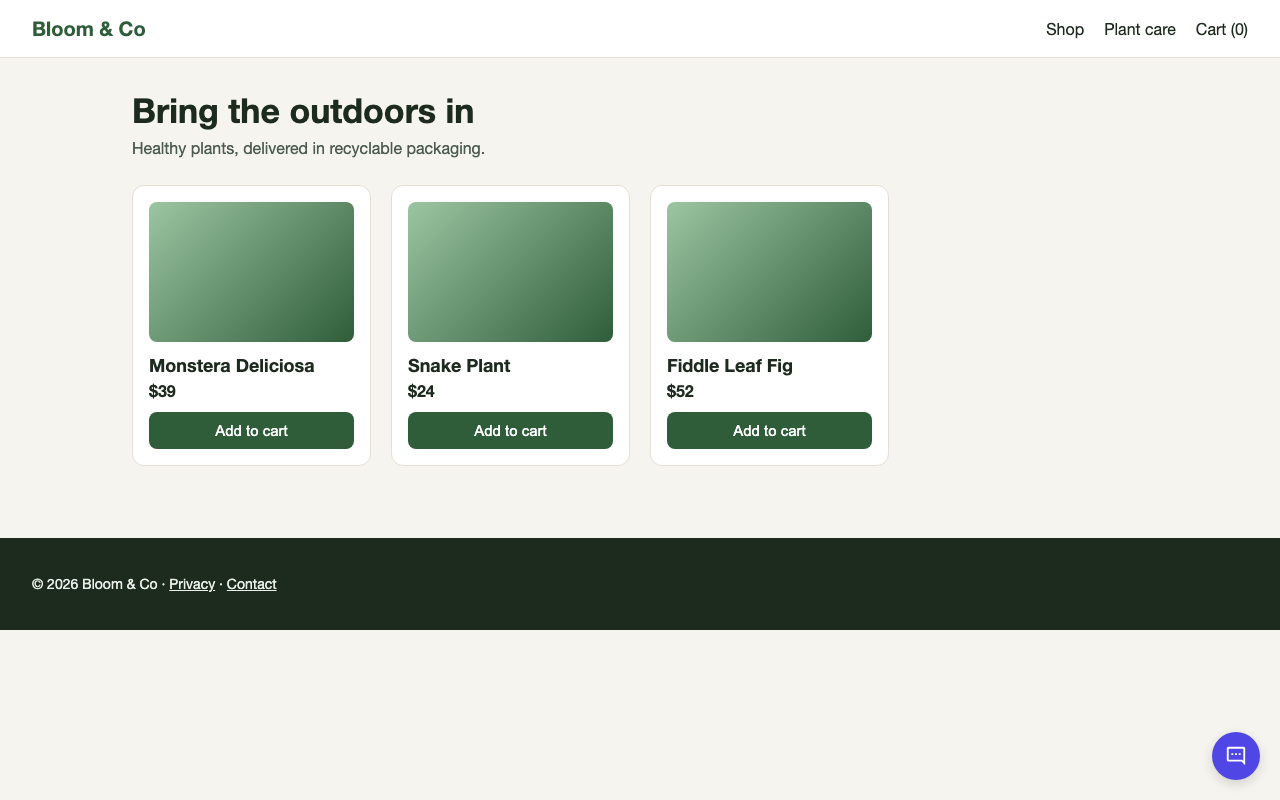 Bloom & Co
Shop
Plant care
Cart (0)
Bring the outdoors in
Healthy plants, delivered in recyclable packaging.
Monstera Deliciosa
$39
Add to cart
Snake Plant
$24
Add to cart
Fiddle Leaf Fig
$52
Add to cart
© 2026 Bloom & Co · Privacy · Contact